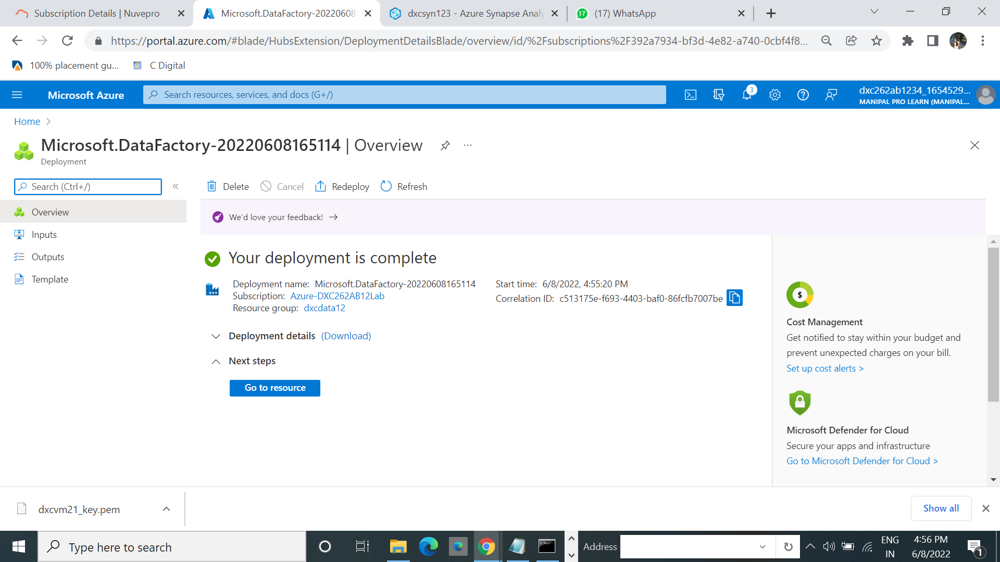 Subscription Details | Nuvepro
Microsoft.DataFactory-20220608
dxcsyn123 - Azure Synapse Analy
17
(17) WhatsApp
https://portal.azure.com/#blade/HubsExtension/DeploymentDetailsBlade/overview/id/%2Fsubscriptions%2F392a7934-bf3d-4e82-a740-0cbf4f8...
100% placement gu...
C Digital
Microsoft Azure
Search resources, services, and docs (G+/)
3
dxc262ab1234_1654529...
MANIPAL PRO LEARN (MANIPAL...
Home >
Microsoft.DataFactory-20220608165114 | Overview
...
Deployment
Search (Ctrl+/)
«
Delete
Cancel
Redeploy
Refresh
Overview
Inputs
Outputs
Template
We'd love your feedback! →
Your deployment is complete
Deployment name: Microsoft.DataFactory-20220608165114
Subscription: Azure-DXC262AB12Lab
Resource group: dxcdata12
Start time: 6/8/2022, 4:55:20 PM
Correlation ID: c513175e-f693-4403-baf0-86fcfb7007be
Deployment details (Download)
Next steps
Go to resource
$
Cost Management
Get notified to stay within your budget and
prevent unexpected charges on your bill.
Set up cost alerts >
Microsoft Defender for Cloud
Secure your apps and infrastructure
Go to Microsoft Defender for Cloud >
dxcvm21_key.pem
Show all
Type here to search
Address
ENG
IN
4:56 PM
6/8/2022
1